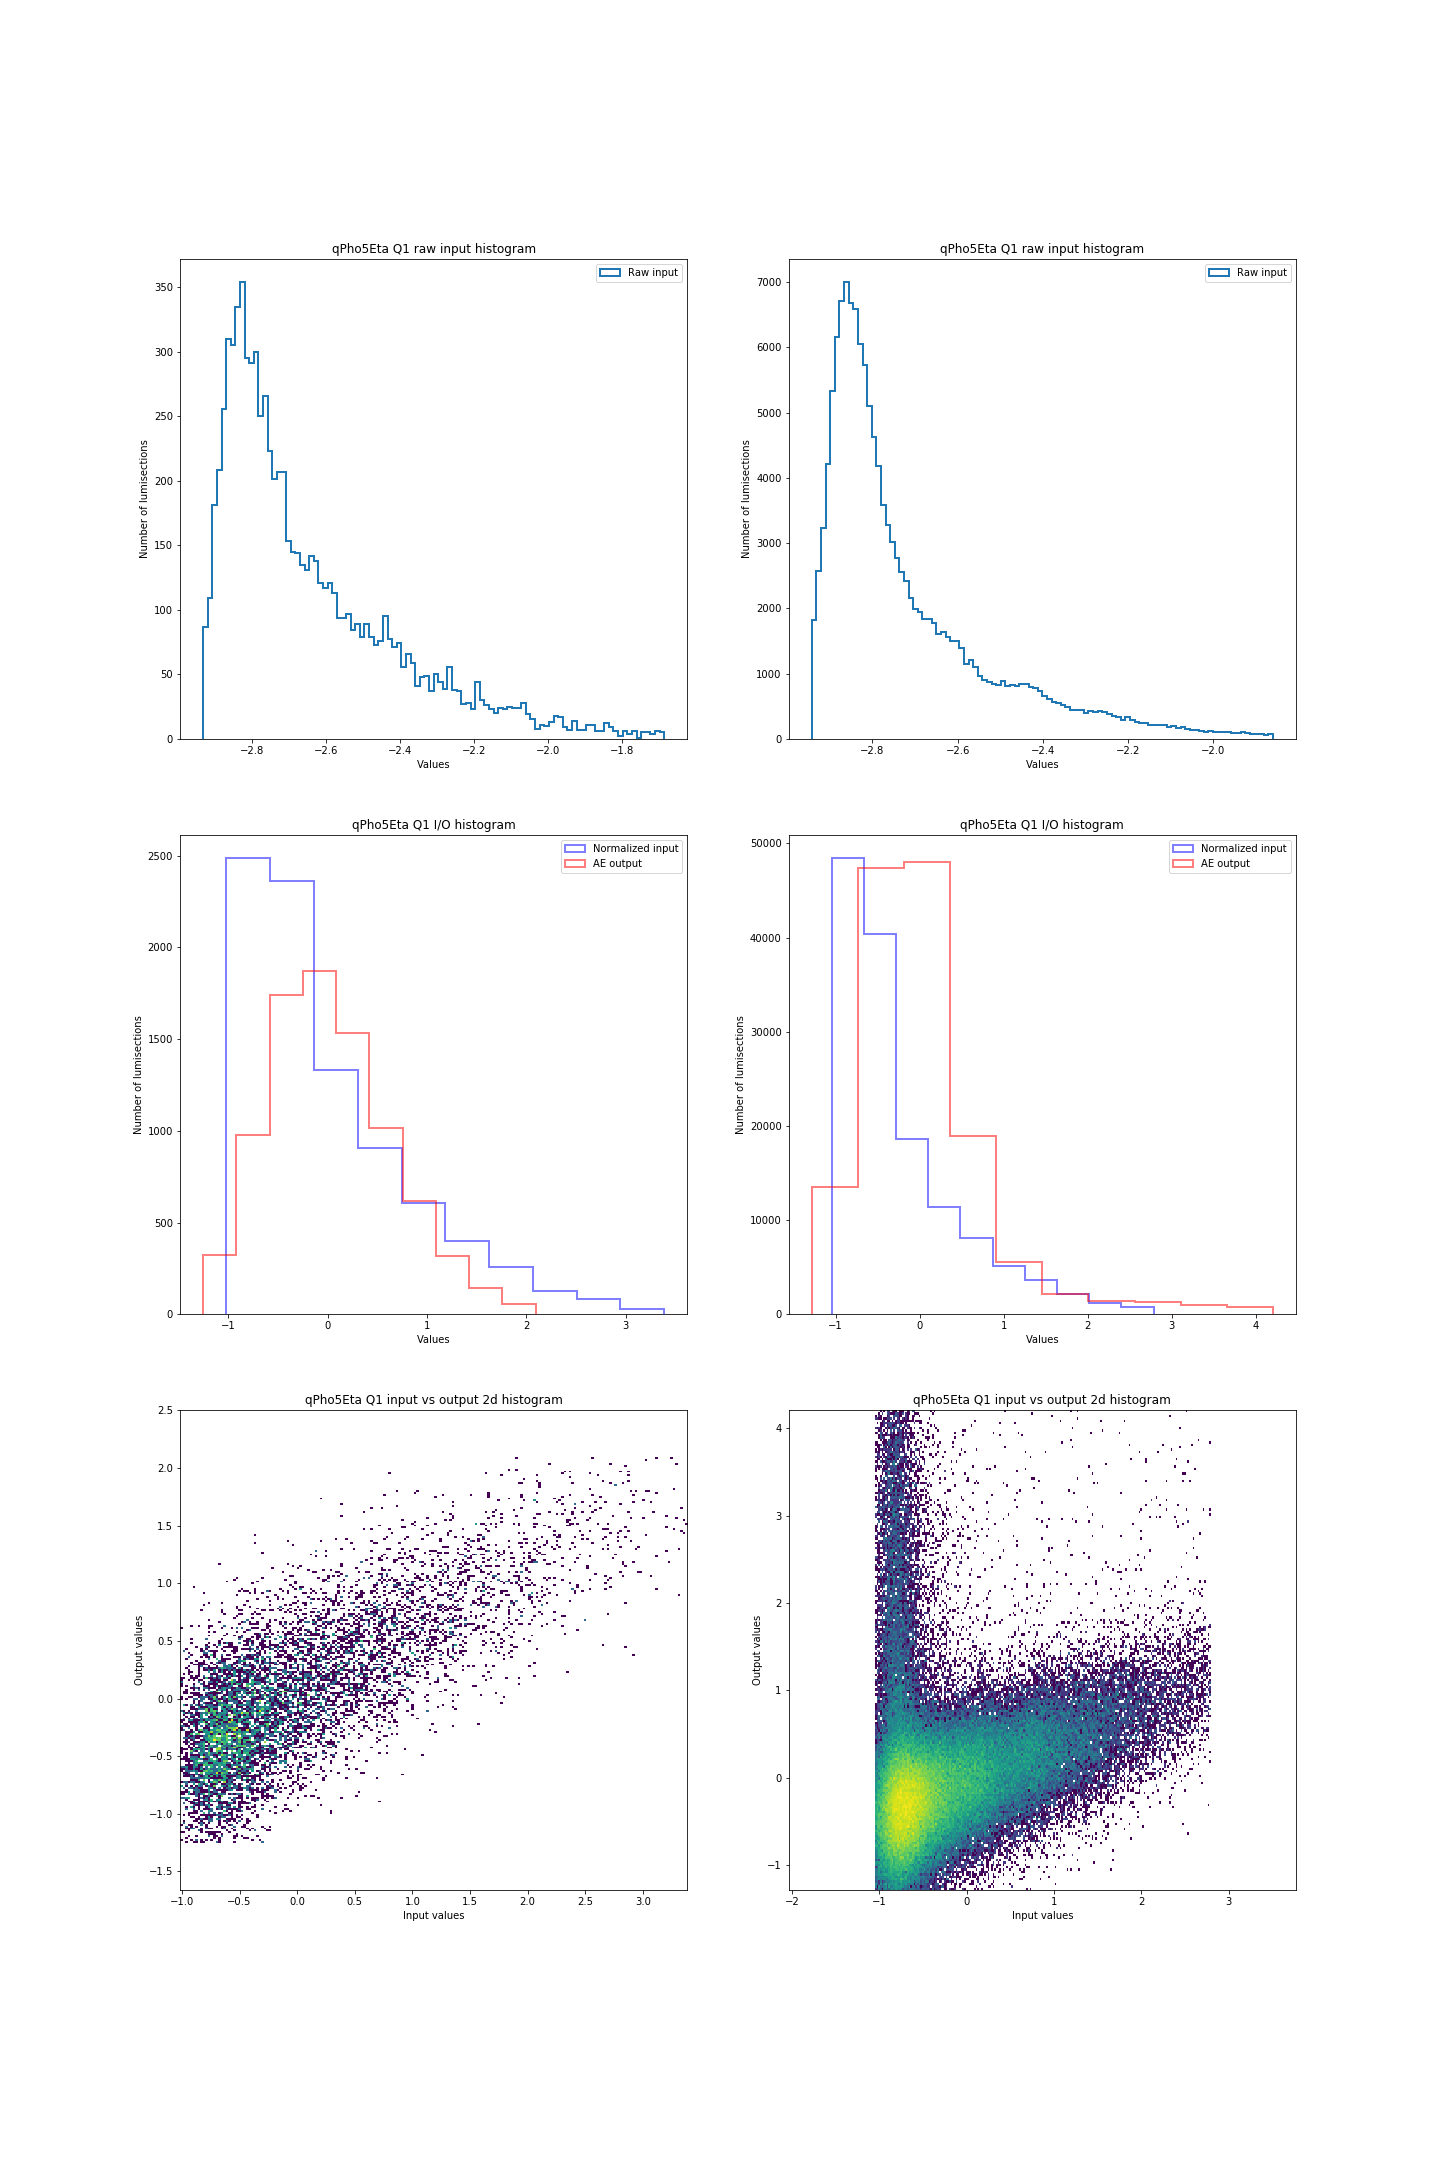 qPho5Eta Q1 raw input histogram
Raw input
350
300
250
200
150
100
50
0
Number of lumisections
−2.8 −2.6 −2.4 −2.2 −2.0 −1.8
Values
qPho5Eta Q1 raw input histogram
Raw input
7000
6000
5000
4000
3000
2000
1000
0
Number of lumisections
−2.8 −2.6 −2.4 −2.2 −2.0
Values
qPho5Eta Q1 I/O histogram
Normalized input
AE output
2500
2000
1500
1000
500
0
Number of lumisections
−1 0 1 2 3
Values
qPho5Eta Q1 I/O histogram
Normalized input
AE output
50000
40000
30000
20000
10000
0
Number of lumisections
−1 0 1 2 3 4
Values
qPho5Eta Q1 input vs output 2d histogram
2.5
2.0
1.5
1.0
0.5
0.0
−0.5
−1.0
−1.5
Output values
−1.0 −0.5 0.0 0.5 1.0 1.5 2.0 2.5 3.0
Input values
qPho5Eta Q1 input vs output 2d histogram
4
3
2
1
0
−1
Output values
−2 −1 0 1 2 3
Input values